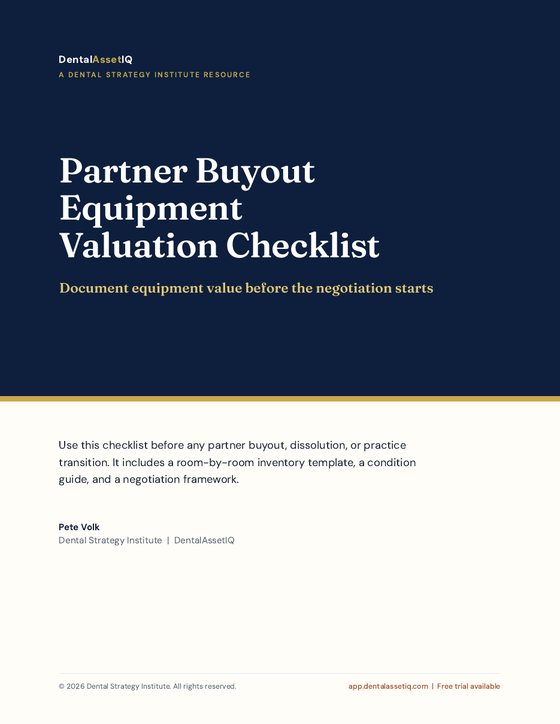 DentalAssetIQ
A DENTAL STRATEGY INSTITUTE RESOURCE
Partner Buyout
Equipment
Valuation Checklist
Document equipment value before the negotiation starts
Use this checklist before any partner buyout, dissolution, or practice
transition. It includes a room-by-room inventory template, a condition
guide, and a negotiation framework.
Pete Volk
Dental Strategy Institute | DentalAssetIQ
© 2026 Dental Strategy Institute. All rights reserved.
app.dentalassetiq.com | Free trial available